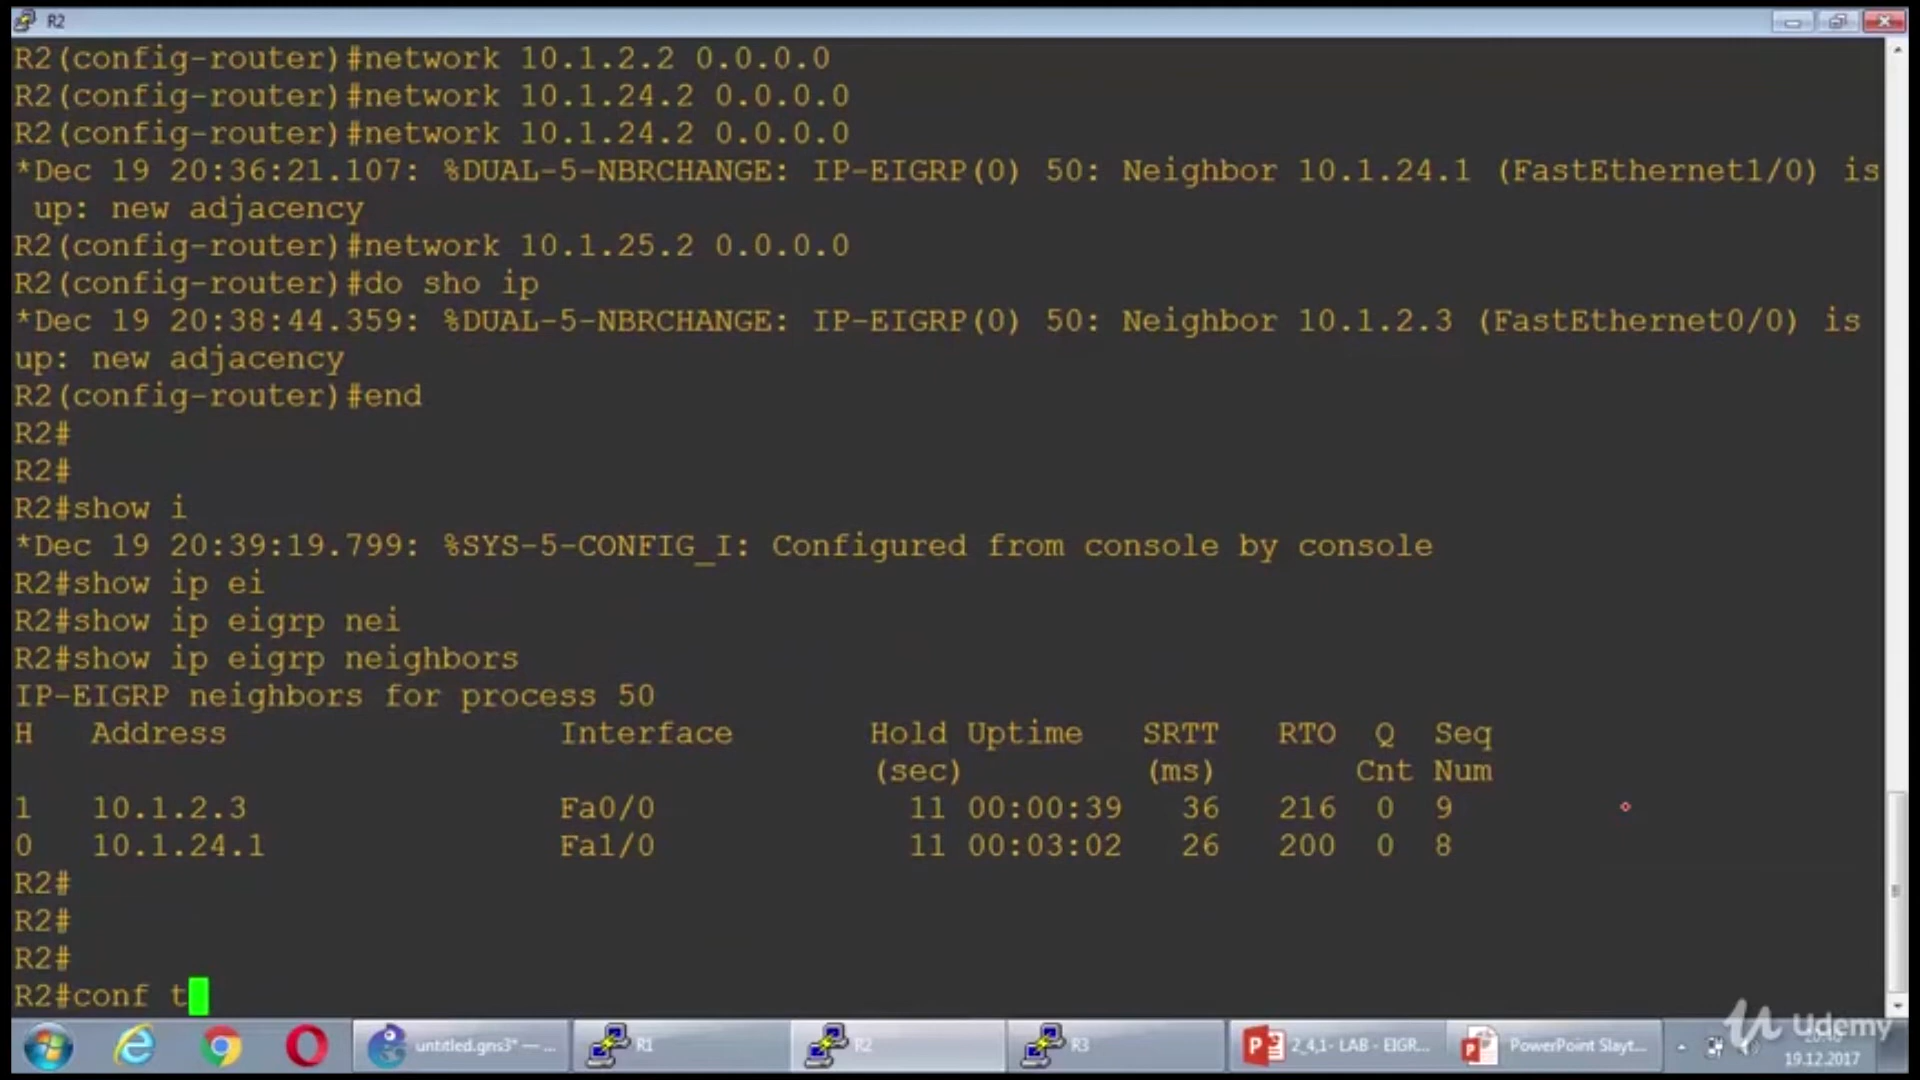 R2
R2(config-router)#network 10.1.2.2 0.0.0.0
R2(config-router)#network 10.1.24.2 0.0.0.0
R2(config-router)#network 10.1.24.2 0.0.0.0
*Dec 19 20:36:21.107: %DUAL-5-NBRCHANGE: IP-EIGRP(0) 50: Neighbor 10.1.24.1 (FastEthernet1/0) is
up: new adjacency
R2(config-router)#network 10.1.25.2 0.0.0.0
R2(config-router)#do sho ip
*Dec 19 20:38:44.359: %DUAL-5-NBRCHANGE: IP-EIGRP(0) 50: Neighbor 10.1.2.3 (FastEthernet0/0) is
up: new adjacency
R2(config-router)#end
R2#
R2#
R2#show i
*Dec 19 20:39:19.799: %SYS-5-CONFIG_I: Configured from console by console
R2#show ip ei
R2#show ip eigrp nei
R2#show ip eigrp neighbors
IP-EIGRP neighbors for process 50
H Address Interface Hold Uptime SRTT RTO Q Seq
(sec) (ms) Cnt Num
1 10.1.2.3 Fa0/0 11 00:00:39 36 216 0 9
0 10.1.24.1 Fa1/0 11 00:03:02 26 200 0 8
R2#
R2#
R2#
R2#conf t
untitled.gns3* — ... R1 R2 R3 2_4,1- LAB - EIGR... PowerPoint Slayt...
Udemy
19.12.2017